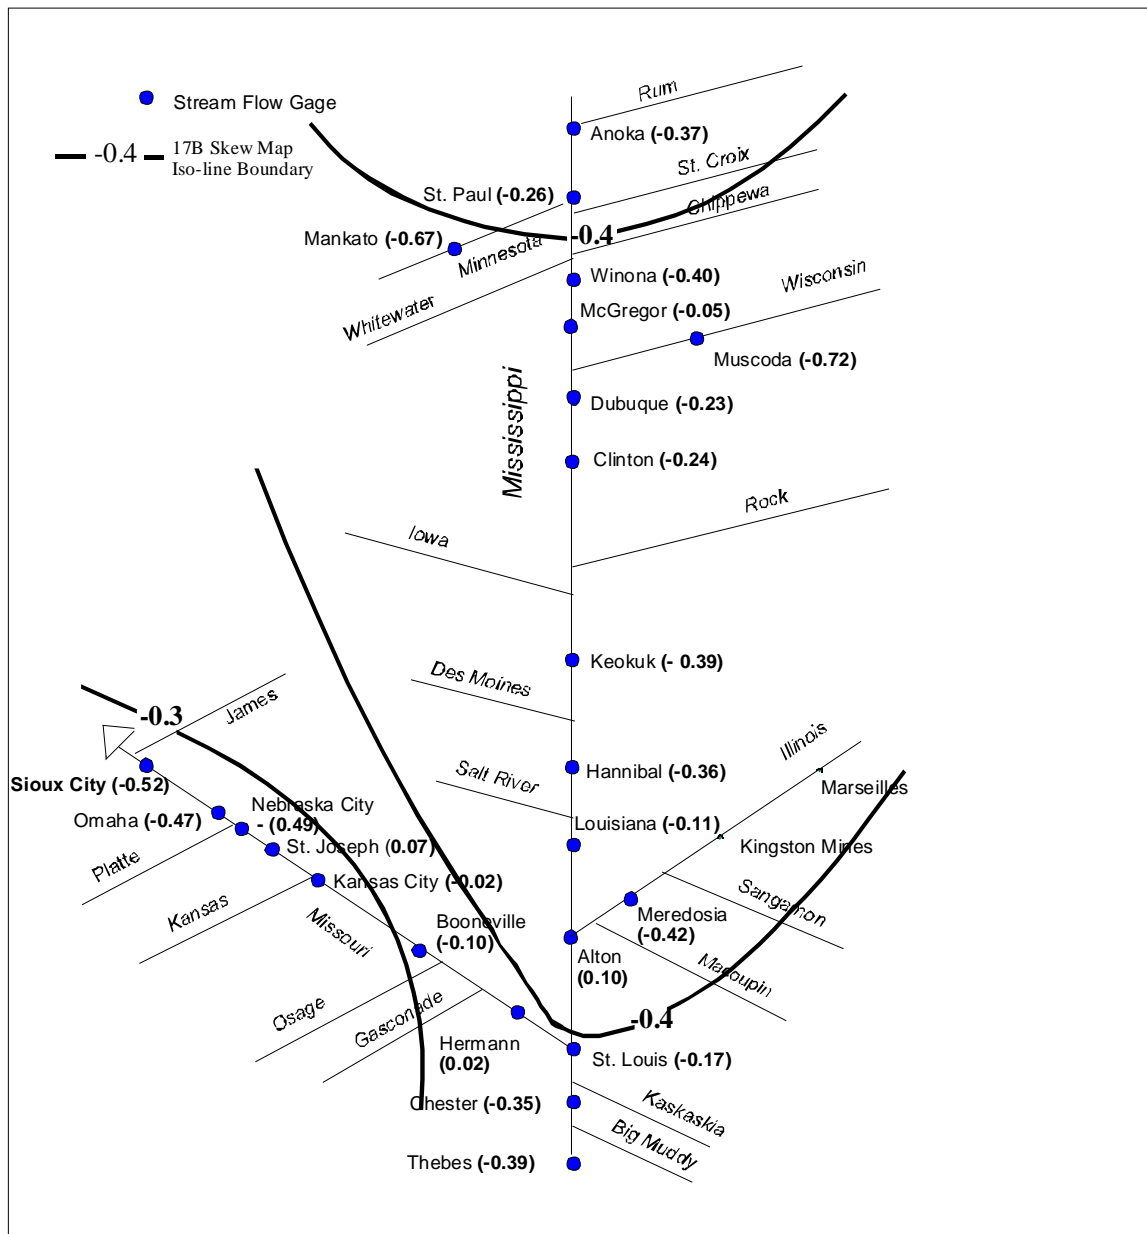 Rum
Stream Flow Gage
Anoka (-0.37)
-0.4
17B Skew Map
Iso-line Boundary
St. Croix
St. Paul (-0.26)
Chippewa
Mankato (-0.67)
-0.4
Minnesota
Winona (-0.40)
Wisconsin
Whitewater
McGregor (-0.05)
Muscoda (-0.72)
Mississippi
Dubuque (-0.23)
Clinton (-0.24)
Rock
Iowa
Keokuk (- 0.39)
Des Moines
James
-0.3
Illinois
Salt River
Hannibal (-0.36)
Marseilles
Sioux City (-0.52)
Nebraska City
- (0.49)
Omaha (-0.47)
Louisiana (-0.11)
St. Joseph (0.07)
Kingston Mines
Platte
Kansas City (-0.02)
Sangamon
Kansas
Missouri
Booneville
(-0.10)
Meredosia
(-0.42)
Alton
(0.10)
Macoupin
Osage
Gasconade
-0.4
Hermann
(0.02)
St. Louis (-0.17)
Chester (-0.35)
Kaskaskia
Big Muddy
Thebes (-0.39)